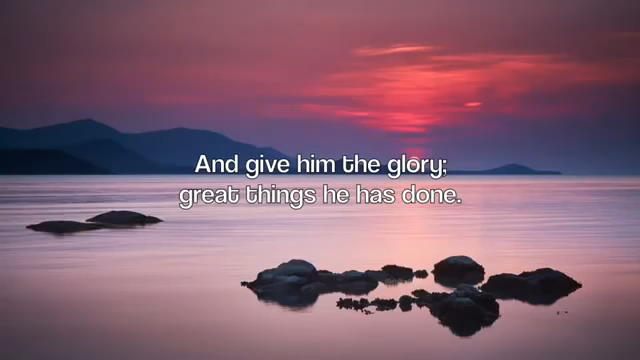 And give him the glory;
great things he has done.